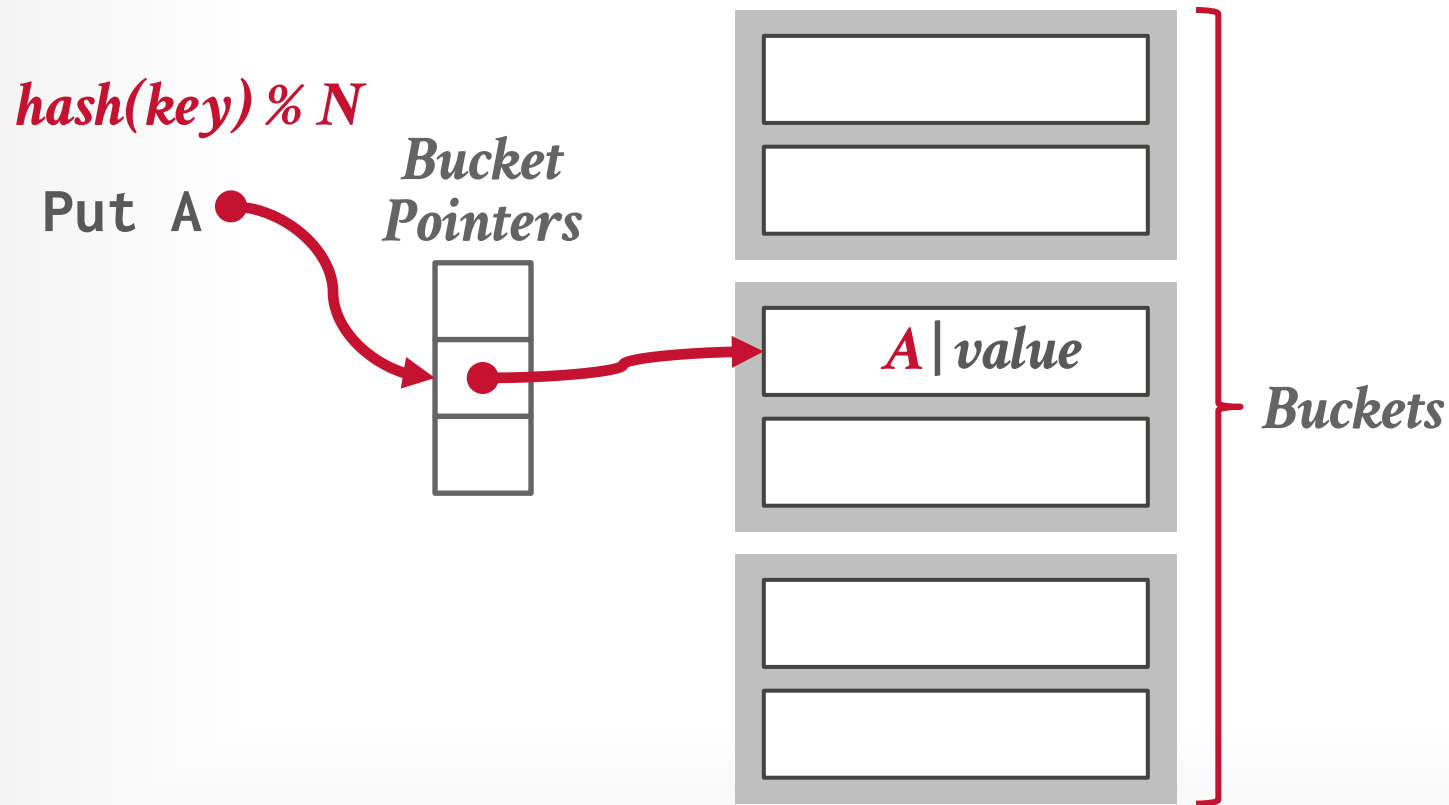 hash(key) % N
Put A
Bucket
Pointers
A|value
Buckets